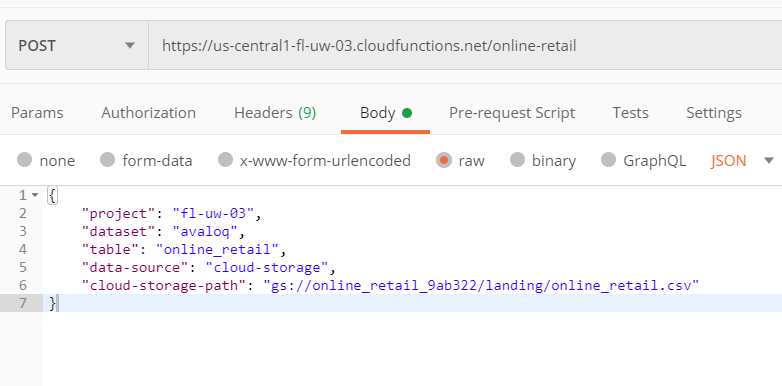 POST https://us-central1-fl-uw-03.cloudfunctions.net/online-retail
Params Authorization Headers (9) Body Pre-request Script Tests Settings
none form-data x-www-form-urlencoded raw binary GraphQL JSON
1 {
2 "project": "fl-uw-03",
3 "dataset": "avaloq",
4 "table": "online_retail",
5 "data-source": "cloud-storage",
6 "cloud-storage-path": "gs://online_retail_9ab322/landing/online_retail.csv"
7 }